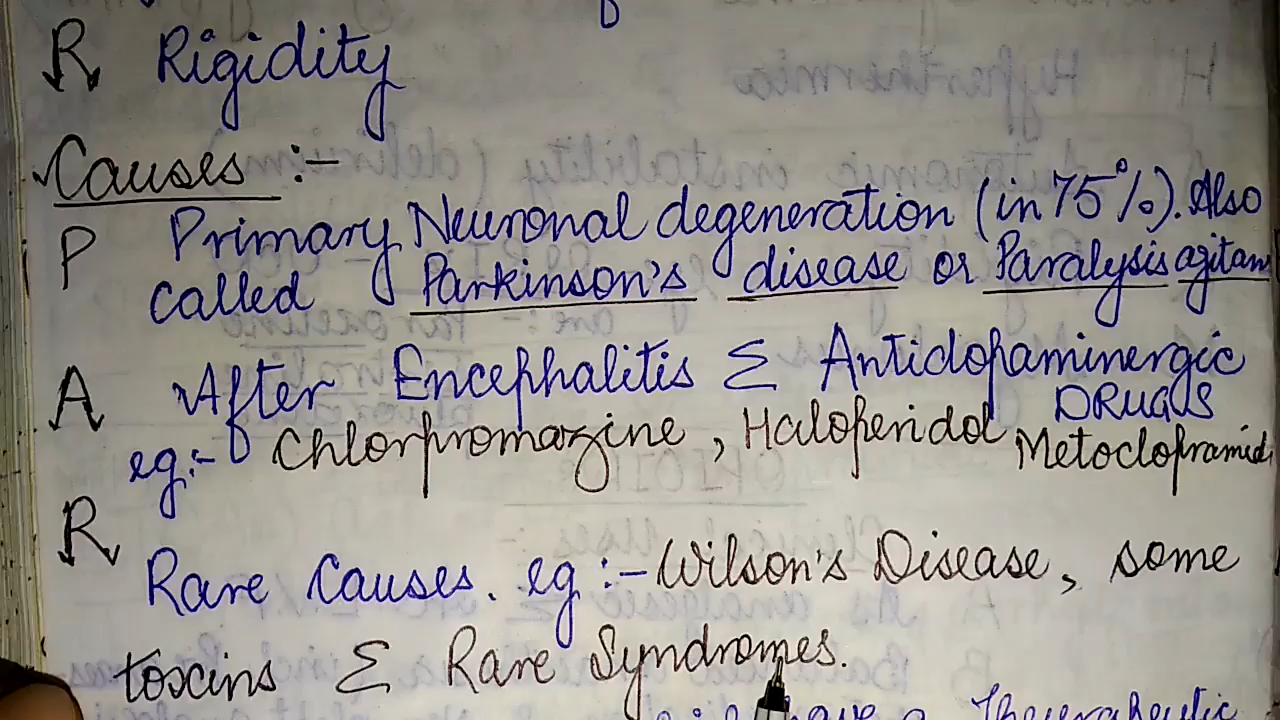 R Rigidity
Causes :-
P Primary Neuronal degeneration (in 75%). Also
called Parkinson's disease or Paralysis agitans
A After Encephalitis Σ Antidopaminergic
DRUGS
eg:- Chlorpromazine, Haloperidol Metoclopramid
R
Rare Causes. eg :- Wilson's Disease, some
toxins Σ Rare Syndromes.
Therapeutic